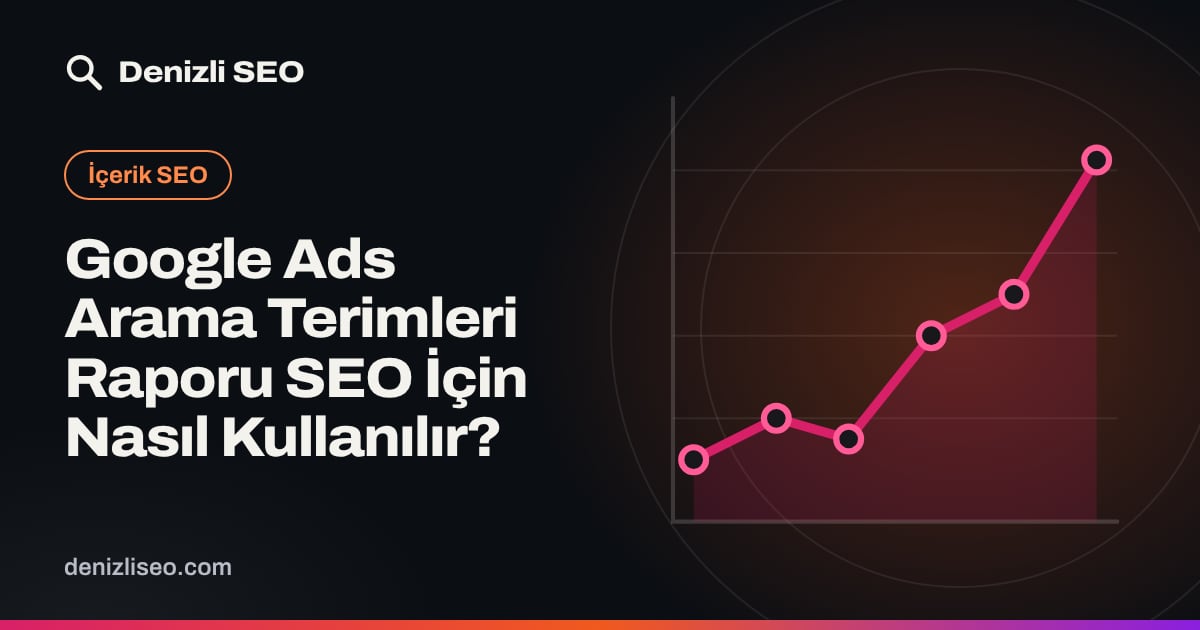 Denizli SEO
İçerik SEO
Google Ads
Arama Terimleri
Raporu SEO İçin
Nasıl Kullanılır?
denizliseo.com